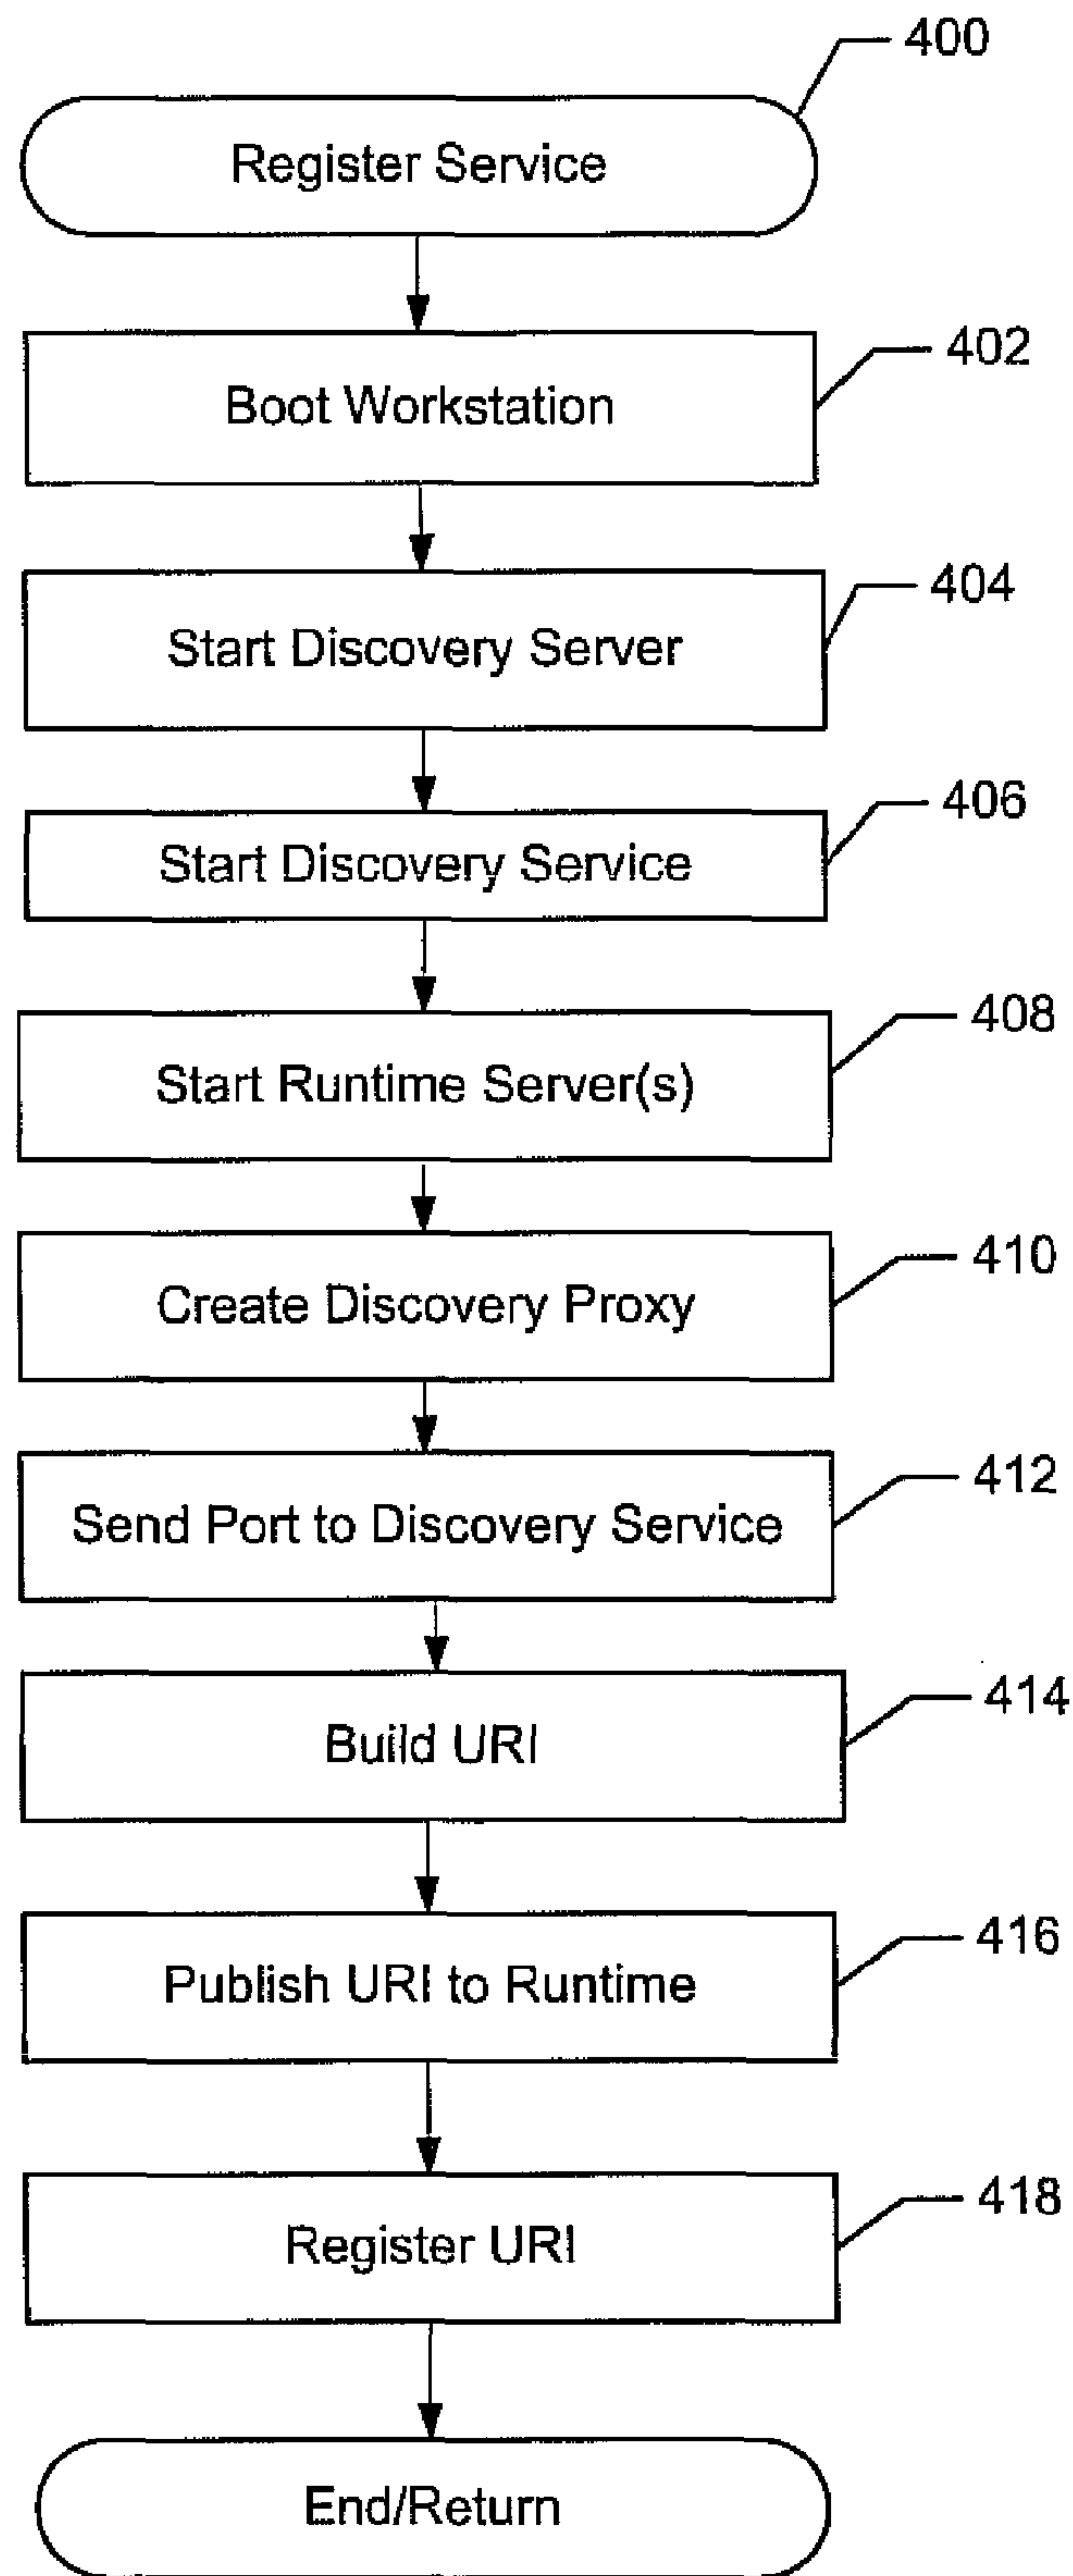 400
Register Service
402
Boot Workstation
404
Start Discovery Server
406
Start Discovery Service
408
Start Runtime Server(s)
410
Create Discovery Proxy
412
Send Port to Discovery Service
414
Build URI
416
Publish URI to Runtime
418
Register URI
End/Return